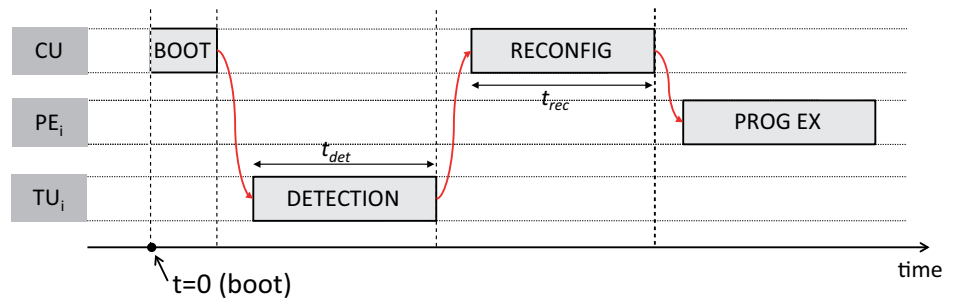 CU
BOOT
RECONFIG
t_rec
PE_i
PROG EX
t_det
TU_i
DETECTION
time
t=0 (boot)